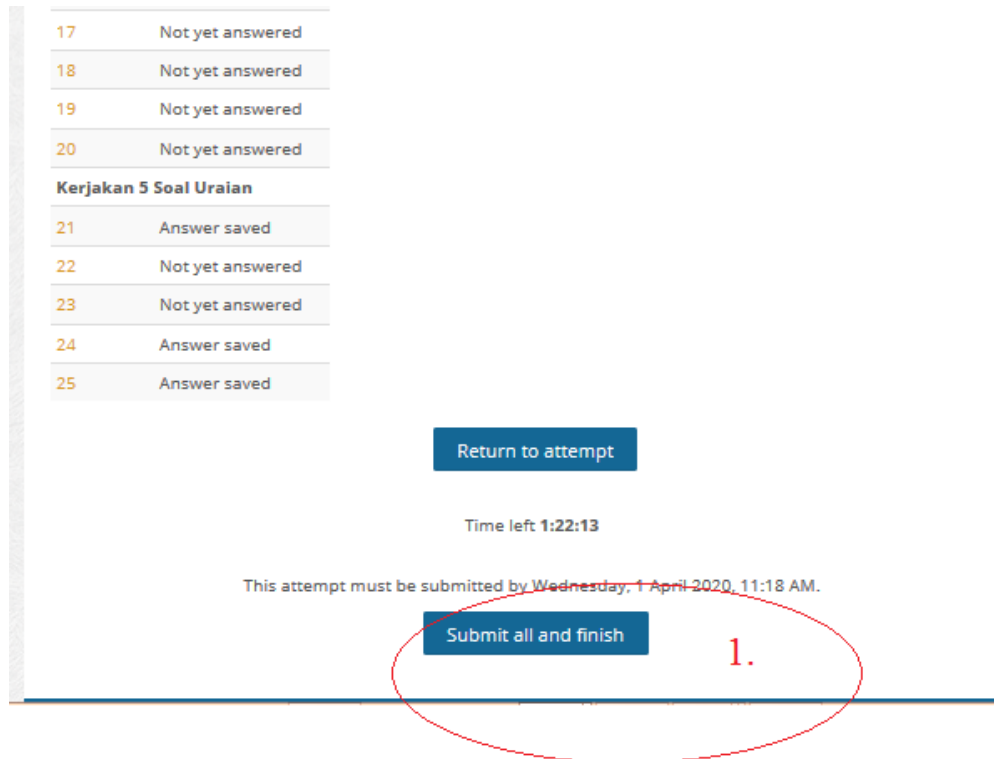 17 Not yet answered
18 Not yet answered
19 Not yet answered
20 Not yet answered
Kerjakan 5 Soal Uraian
21 Answer saved
22 Not yet answered
23 Not yet answered
24 Answer saved
25 Answer saved
Return to attempt
Time left 1:22:13
This attempt must be submitted by Wednesday, 1 April 2020, 11:18 AM.
Submit all and finish
1.